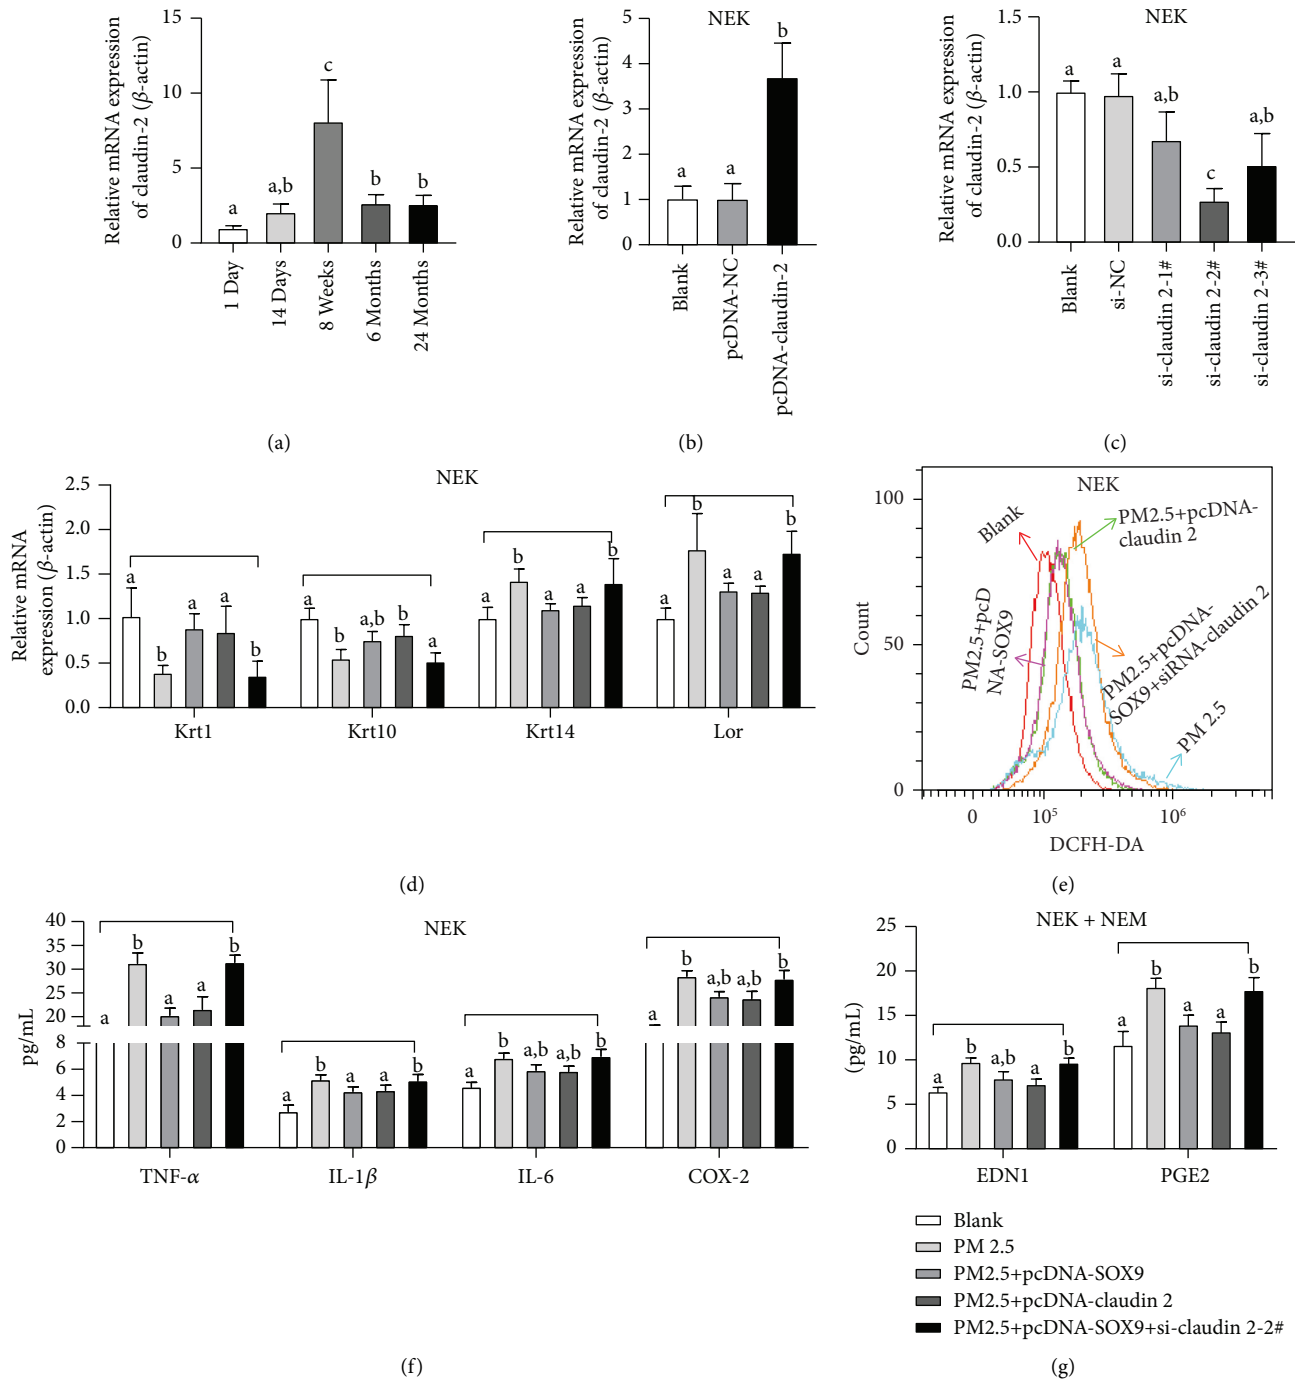 Relative mRNA expression
of claudin-2 (β-actin)
15
10
5
0
a
a,b
c
b
b
1 Day
14 Days
8 Weeks
6 Months
24 Months
(a)
NEK
Relative mRNA expression
of claudin-2 (β-actin)
5
4
3
2
1
0
a
a
b
Blank
pcDNA-NC
pcDNA-claudin-2
(b)
NEK
Relative mRNA expression
of claudin-2 (β-actin)
1.5
1.0
0.5
0.0
a
a
a,b
c
a,b
Blank
si-NC
si-claudin 2-1#
si-claudin 2-2#
si-claudin 2-3#
(c)
NEK
Relative mRNA
expression (β-actin)
2.5
2.0
1.5
1.0
0.5
0.0
a
b
a
a
b
a
b
a,b
b
a
a
b
a
a
b
a
b
a
a
b
Krt1
Krt10
Krt14
Lor
(d)
NEK
Count
100
50
0
Blank
PM2.5+pcDNA-
claudin 2
PM2.5+pcD
NA-SOX9
PM2.5+pcDNA-
SOX9+siRNA-claudin 2
PM 2.5
0
10⁵
10⁶
DCFH-DA
(e)
NEK
pg/mL
40
35
30
25
20
8
6
4
2
0
a
b
a
a
b
a
b
a
a
b
a
b
a,b
a,b
b
a
b
a,b
a,b
b
TNF-α
IL-1β
IL-6
COX-2
(f)
NEK + NEM
(pg/mL)
25
20
15
10
5
0
a
b
a,b
a
b
a
b
a
a
b
EDN1
PGE2
Blank
PM 2.5
PM2.5+pcDNA-SOX9
PM2.5+pcDNA-claudin 2
PM2.5+pcDNA-SOX9+si-claudin 2-2#
(g)